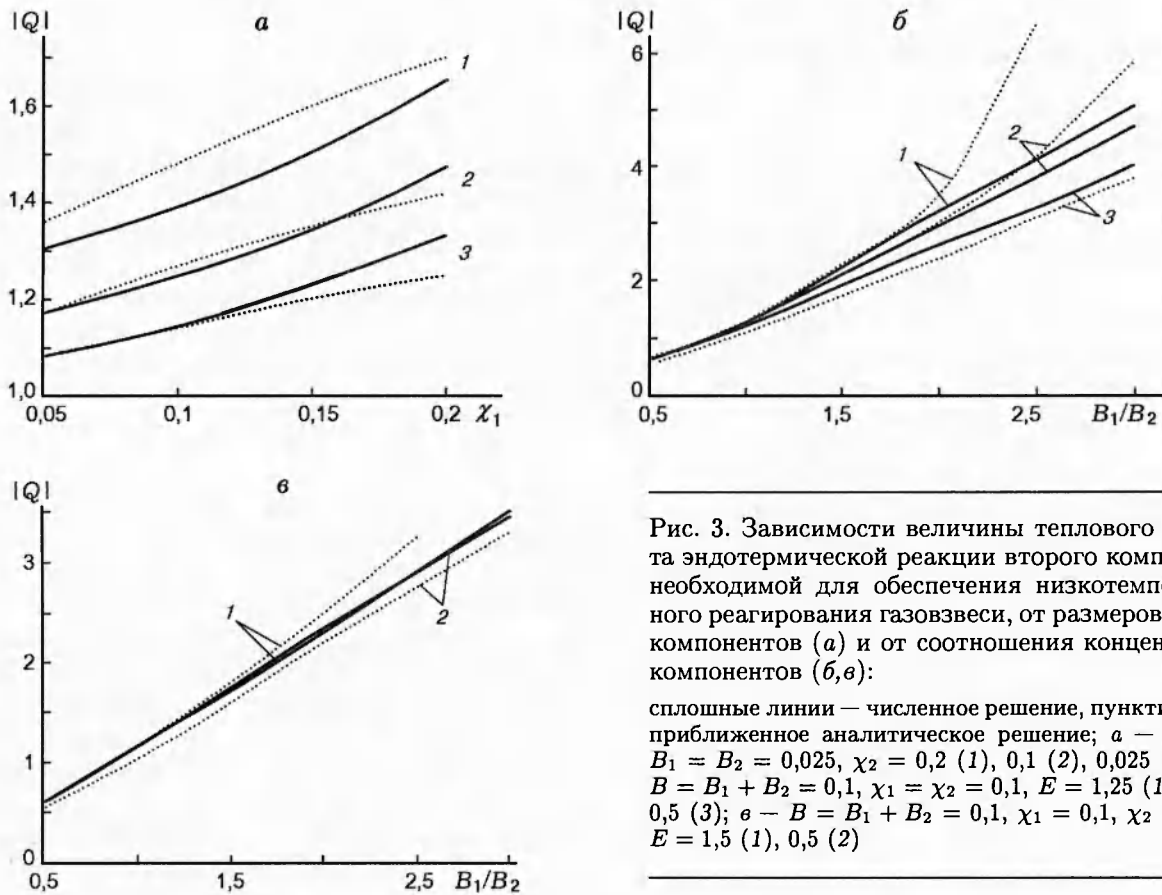 |Q|
а
1
1,6
2
1,4
3
1,2
1,0
0,05
0,1
0,15
0,2 χ₁
|Q|
б
6
2
1
4
3
2
0
0,5
1,5
2,5
B₁/B₂
|Q|
в
3
1
2
2
1
0
0,5
1,5
2,5
B₁/B₂
Рис. 3. Зависимости величины теплового
та эндотермической реакции второго
необходимой для обеспечения
ного реагирования газовзвеси, от размеров
компонентов (а) и от соотношения
компонентов (б,в):
сплошные линии — численное решение,
приближенное аналитическое решение; а —
B₁ = B₂ = 0,025, χ₂ = 0,2 (1), 0,1 (2), 0,025
B = B₁ + B₂ = 0,1, χ₁ = χ₂ = 0,1, E = 1,25
0,5 (3); в — B = B₁ + B₂ = 0,1, χ₁ = 0,1, χ₂
E = 1,5 (1), 0,5 (2)